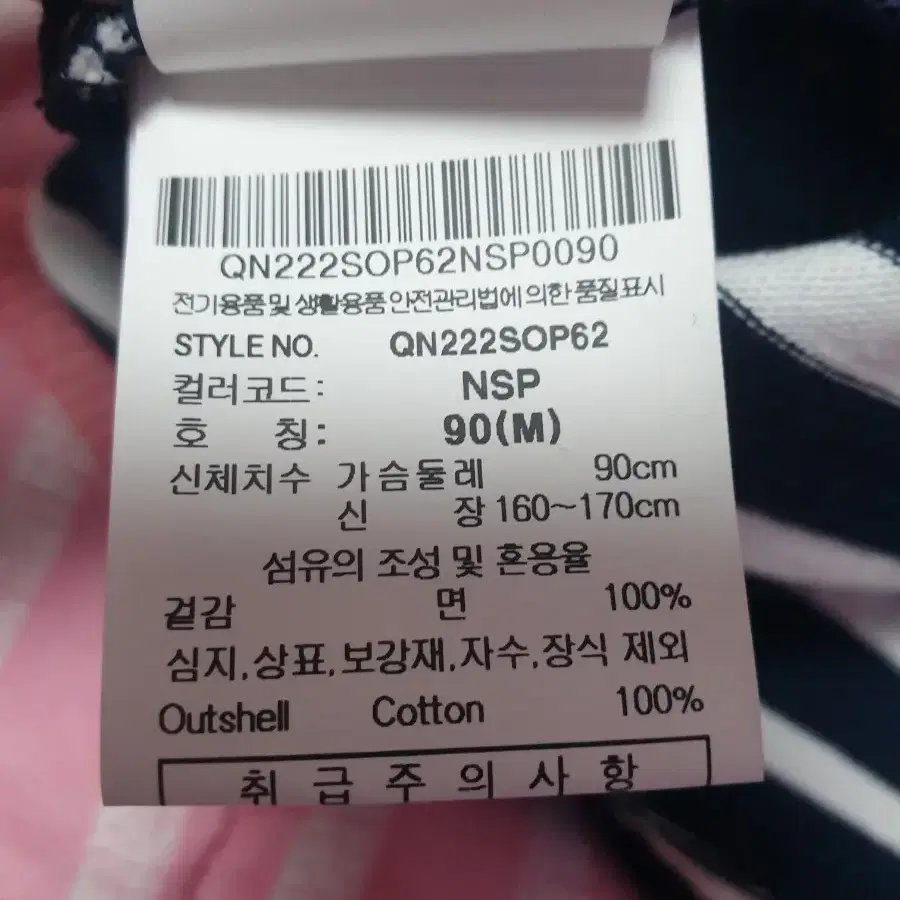 QN222SOP62NSP0090
전기용품및 생활용품 안전관리법에 의한 품질표시
STYLE NO. QN222SOP62
컬러코드: NSP
호 칭: 90(M)
신체치수 가슴둘레 90cm
신 장 160~170cm
섬유의 조성 및 혼용율
겉감 면 100%
심지,상표,보강재,자수,장식 제외
Outshell Cotton 100%
취 급 주 의 사 항